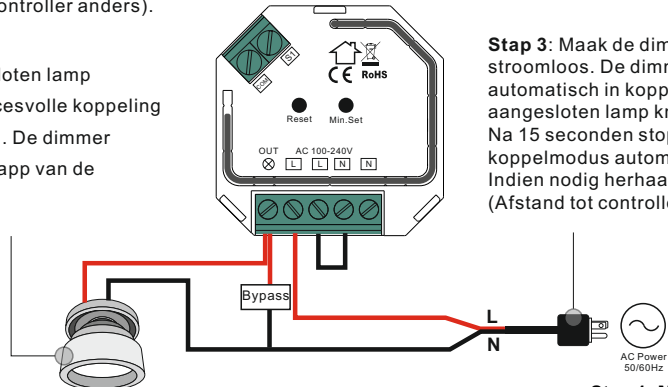 ontroller anders).
loten lamp
cesvolle koppeling
. De dimmer
app van de
COM
S1
CE RoHS
Reset
Min.Set
OUT
AC 100-240V
L L N N
Stap 3: Maak de dim
stroomloos. De dimm
automatisch in kopp
aangesloten lamp kn
Na 15 seconden stop
koppelmodus autom
Indien nodig herhaa
(Afstand tot controlle
Bypass
L
N
AC Power
50/60Hz